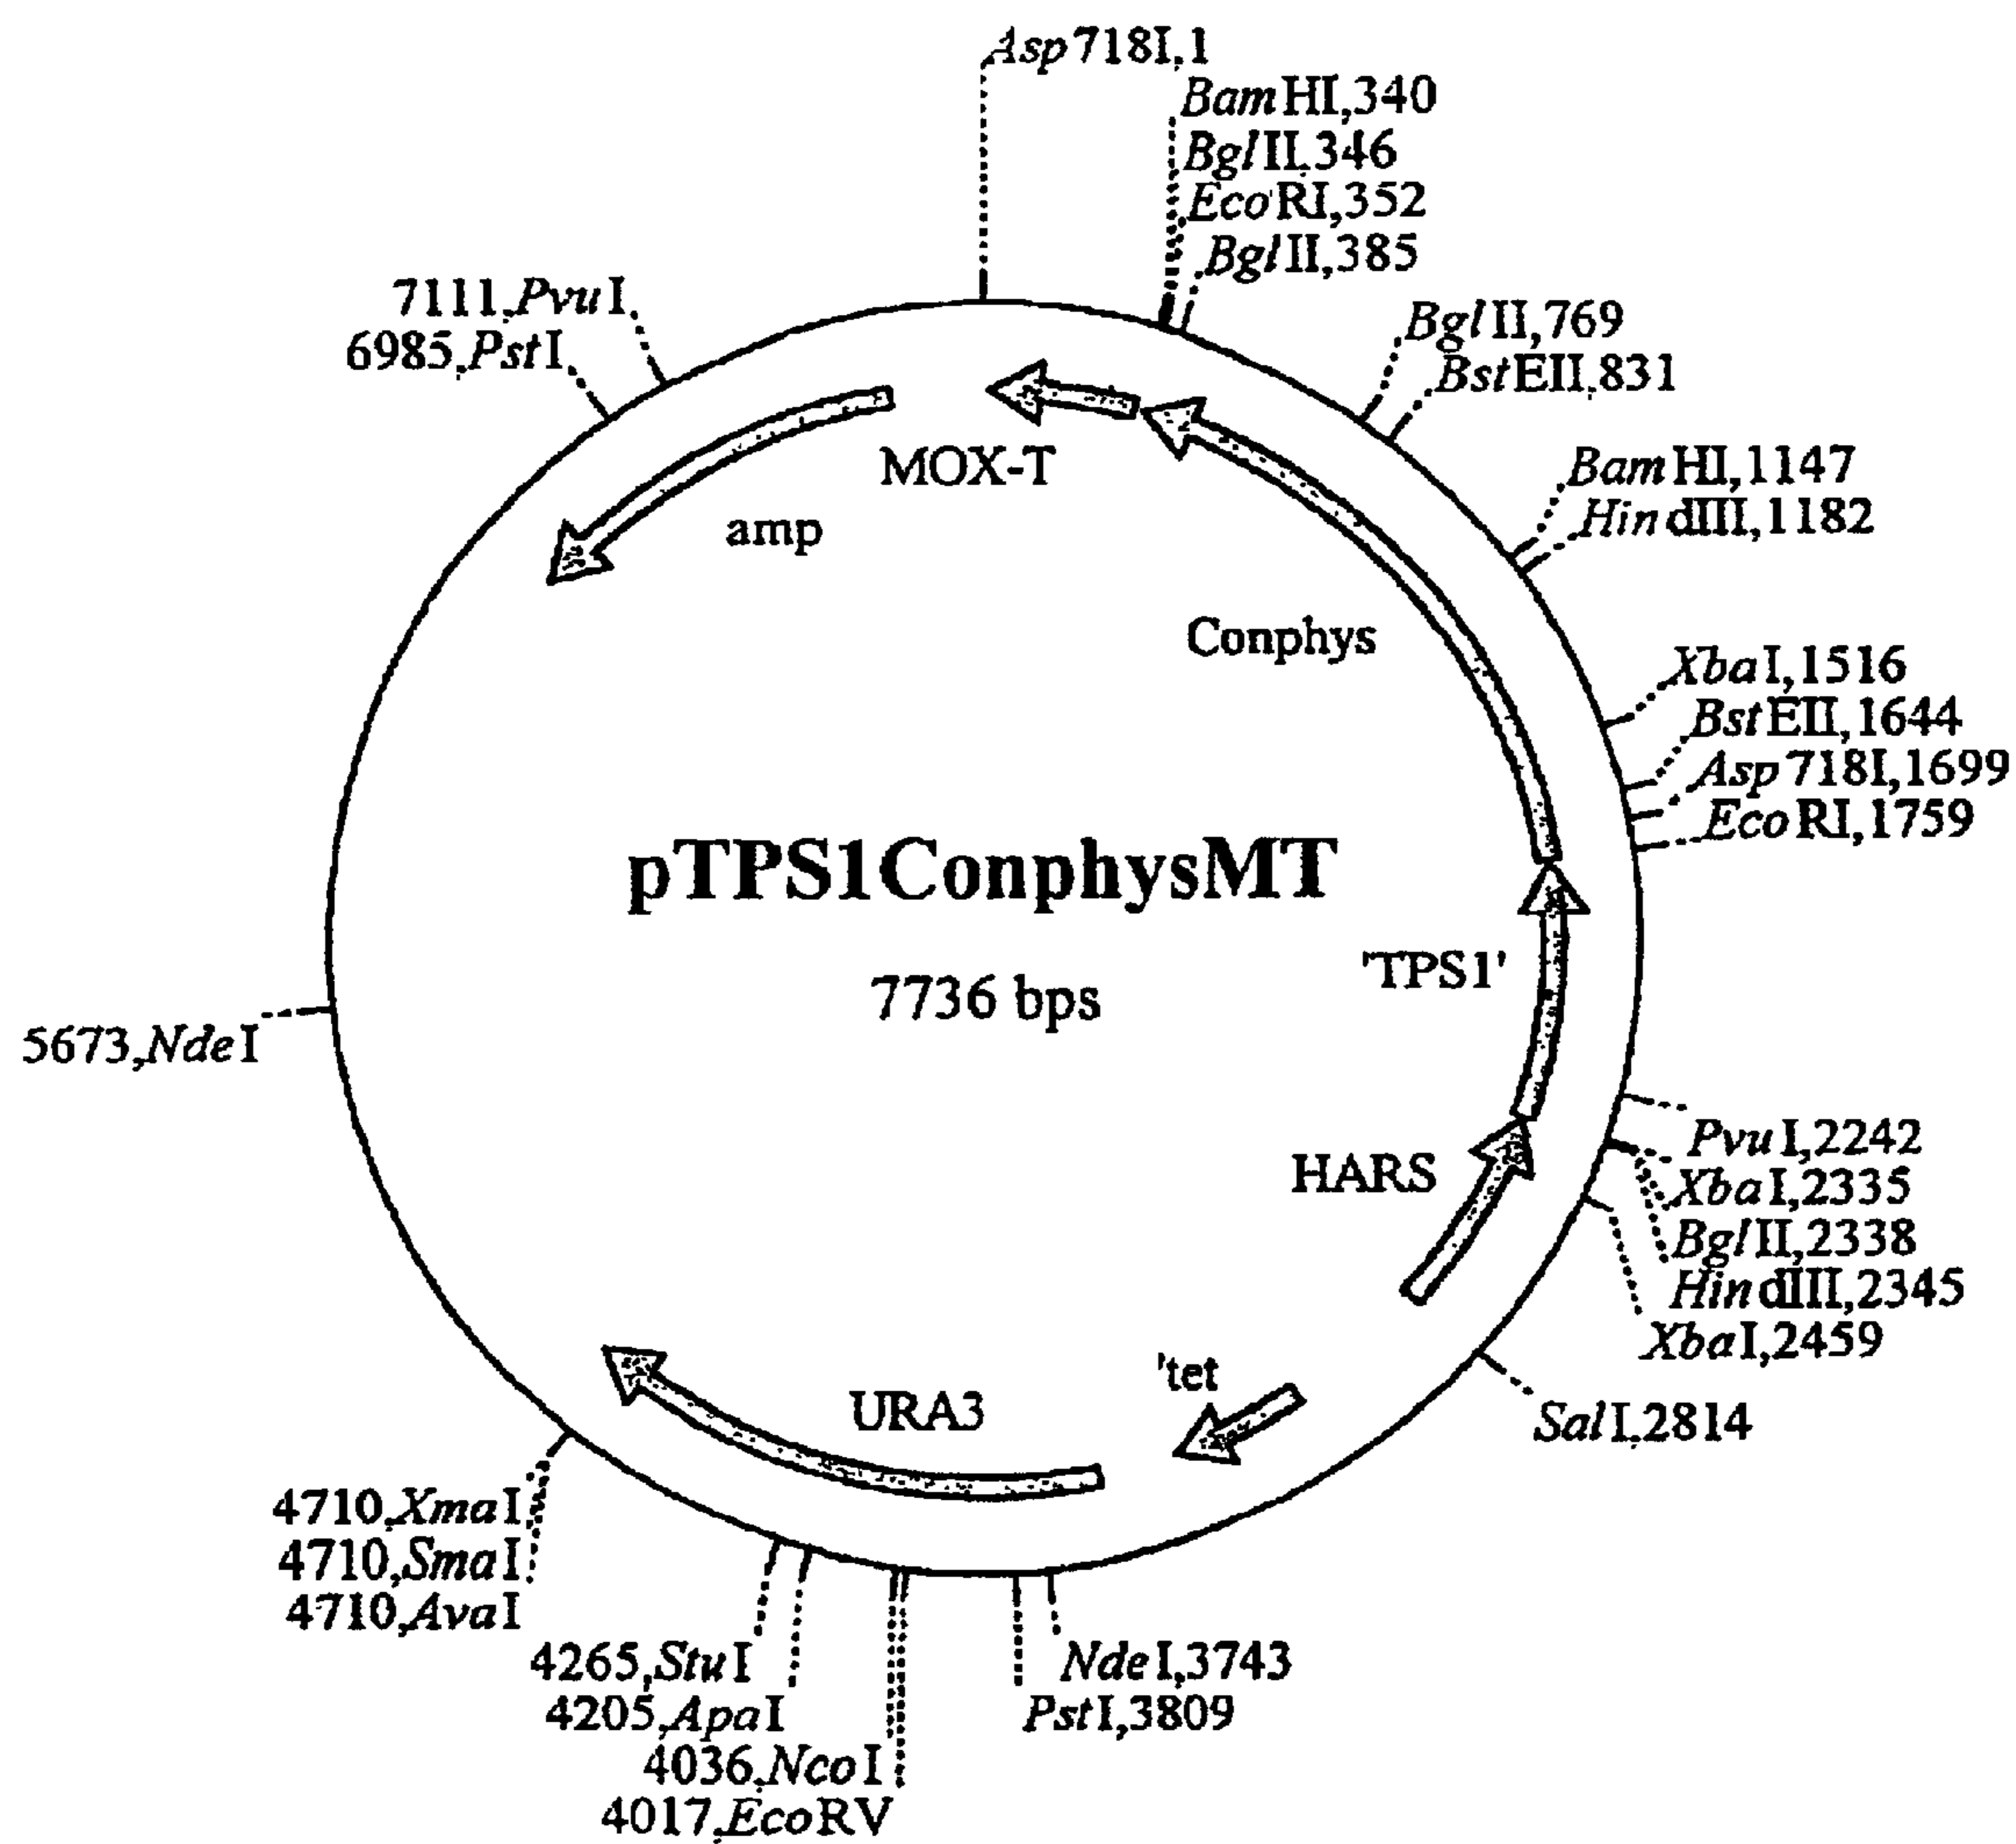 Asp718I,1
BamHI,340
BglII,346
EcoRI,352
BglII,385
BglII,769
BstEII,831
BamHI,1147
HindIII,1182
XbaI,1516
BstEII,1644
Asp718I,1699
EcoRI,1759
PvuI,2242
XbaI,2335
BglII,2338
HindIII,2345
XbaI,2459
SalI,2814
NdeI,3743
PstI,3809
4017,EcoRV
4036,NcoI
4205,ApaI
4265,StuI
4710,AvaI
4710,SmaI
4710,XmaI
5673,NdeI
6985,PstI
7111,PvuI
MOX-T
amp
Conphys
pTPS1ConphysMT
7736 bps
'TPS1'
HARS
'tet
URA3